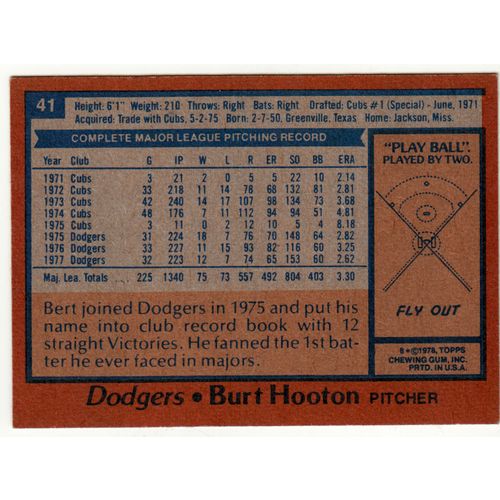 41
Height: 6'1" Weight: 210 Throws: Right Bats: Right Drafted: Cubs #1 (Special) - June, 1971
Acquired: Trade with Cubs, 5-2-75 Born: 2-7-50, Greenville, Texas Home: Jackson, Miss.
COMPLETE MAJOR LEAGUE PITCHING RECORD
Year Club G IP W L R ER SO BB ERA
1971 Cubs 3 21 2 0 5 5 22 10 2.14
1972 Cubs 33 218 11 14 78 68 132 81 2.81
1973 Cubs 42 240 14 17 107 98 134 73 3.68
1974 Cubs 48 176 7 11 112 94 94 51 4.81
1975 Cubs 3 11 0 2 12 10 5 4 8.18
1975 Dodgers 31 224 18 7 76 70 148 64 2.82
1976 Dodgers 33 227 11 15 93 82 116 60 3.25
1977 Dodgers 32 223 12 7 74 65 153 60 2.62
Maj. Lea. Totals 225 1340 75 73 557 492 804 403 3.30
Bert joined Dodgers in 1975 and put his
name into club record book with 12
straight Victories. He fanned the 1st bat-
ter he ever faced in majors.
"PLAY BALL".
PLAYED BY TWO.
FLY OUT
©1978, TOPPS
CHEWING GUM, INC.
PRTD. IN U.S.A.
Dodgers • Burt Hooton PITCHER